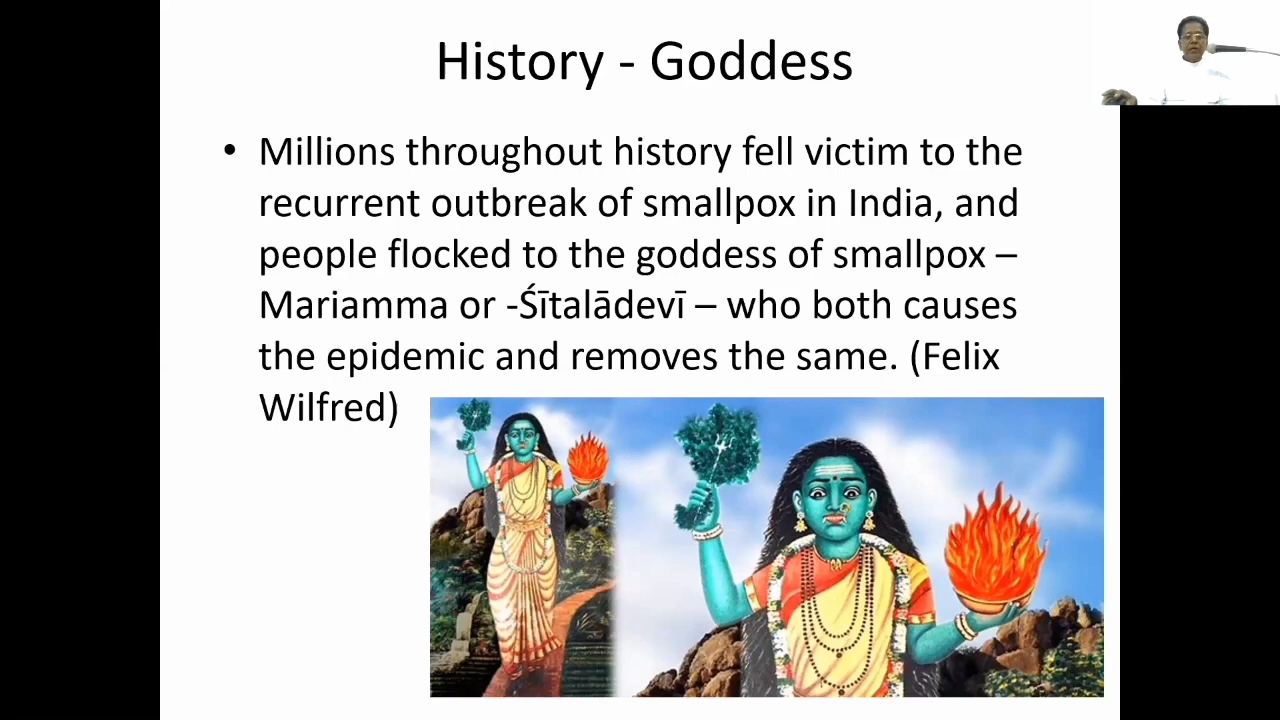 History - Goddess
• Millions throughout history fell victim to the
recurrent outbreak of smallpox in India, and
people flocked to the goddess of smallpox –
Mariamma or -Śītalādevī – who both causes
the epidemic and removes the same. (Felix
Wilfred)